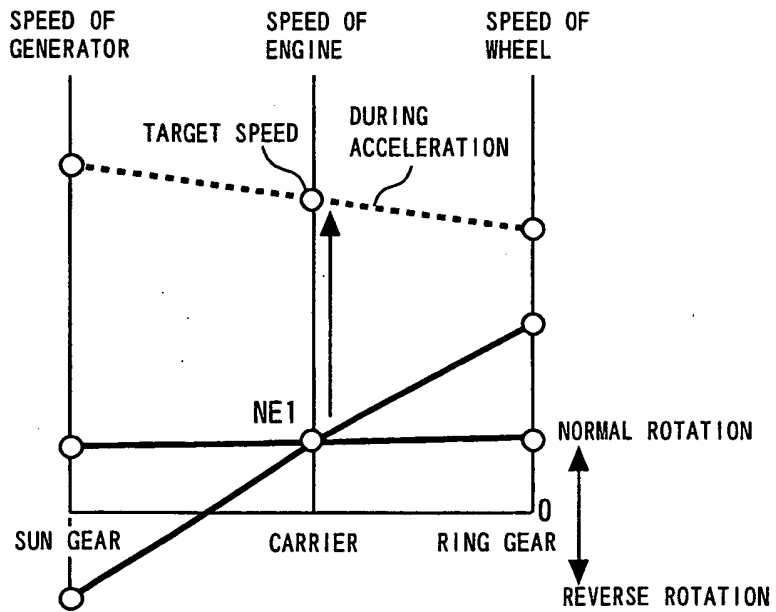 SPEED OF
GENERATOR
SPEED OF
ENGINE
SPEED OF
WHEEL
TARGET SPEED
DURING
ACCELERATION
NE1
NORMAL ROTATION
0
SUN GEAR
CARRIER
RING GEAR
REVERSE ROTATION